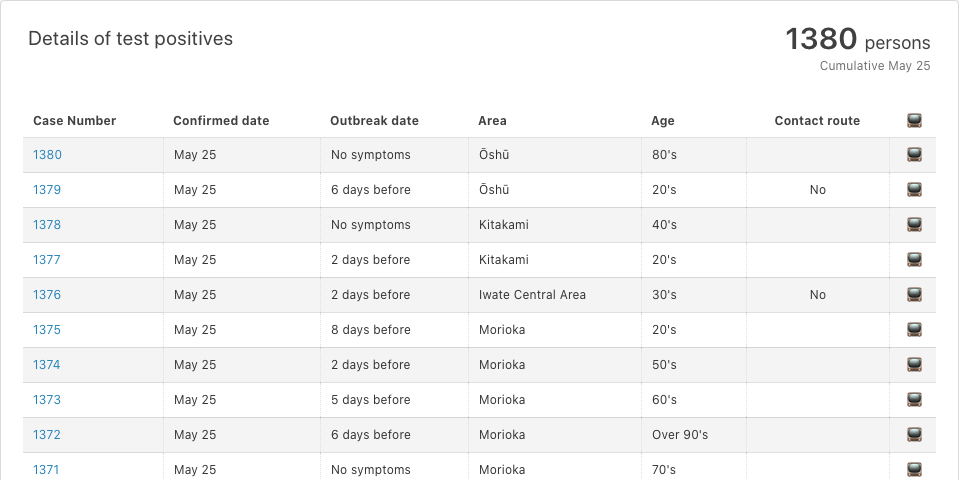 Details of test positives
1380 persons
Cumulative May 25
Case Number Confirmed date Outbreak date Area Age Contact route
1380 May 25 No symptoms Ōshū 80's
1379 May 25 6 days before Ōshū 20's No
1378 May 25 No symptoms Kitakami 40's
1377 May 25 2 days before Kitakami 20's
1376 May 25 2 days before Iwate Central Area 30's No
1375 May 25 8 days before Morioka 20's
1374 May 25 2 days before Morioka 50's
1373 May 25 5 days before Morioka 60's
1372 May 25 6 days before Morioka Over 90's
1371 May 25 No symptoms Morioka 70's